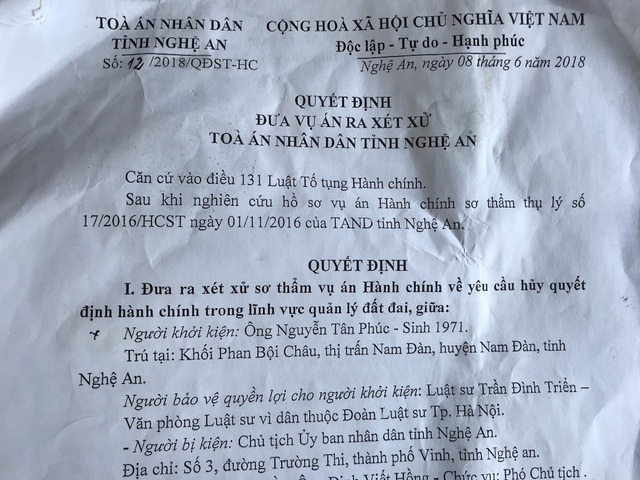 TOÀ ÁN NHÂN DÂN
TỈNH NGHỆ AN
Số: 12/2018/QĐST-HC
CỘNG HOÀ XÃ HỘI CHỦ NGHĨA VIỆT NAM
Độc lập - Tự do - Hạnh phúc
Nghệ An, ngày 08 tháng 6 năm 2018
QUYẾT ĐỊNH
ĐƯA VỤ ÁN RA XÉT XỬ
TOÀ ÁN NHÂN DÂN TỈNH NGHỆ AN
Căn cứ vào điều 131 Luật Tố tụng Hành chính.
Sau khi nghiên cứu hồ sơ vụ án Hành chính sơ thẩm thụ lý số
17/2016/HCST ngày 01/11/2016 của TAND tỉnh Nghệ An.
QUYẾT ĐỊNH
I. Đưa ra xét xử sơ thẩm vụ án Hành chính về yêu cầu hủy quyết
định hành chính trong lĩnh vực quản lý đất đai, giữa:
Người khởi kiện: Ông Nguyễn Tân Phúc - Sinh 1971.
Trú tại: Khối Phan Bội Châu, thị trấn Nam Đàn, huyện Nam Đàn, tỉnh
Nghệ An.
Người bảo vệ quyền lợi cho người khởi kiện: Luật sư Trần Đình Triển –
Văn phòng Luật sư vì dân thuộc Đoàn Luật sư Tp. Hà Nội.
- Người bị kiện: Chủ tịch Ủy ban nhân dân tỉnh Nghệ An.
Địa chỉ: Số 3, đường Trường Thi, thành phố Vinh, tỉnh Nghệ an.
Đinh Viết Hồng - Chức vụ: Phó Chủ tịch .